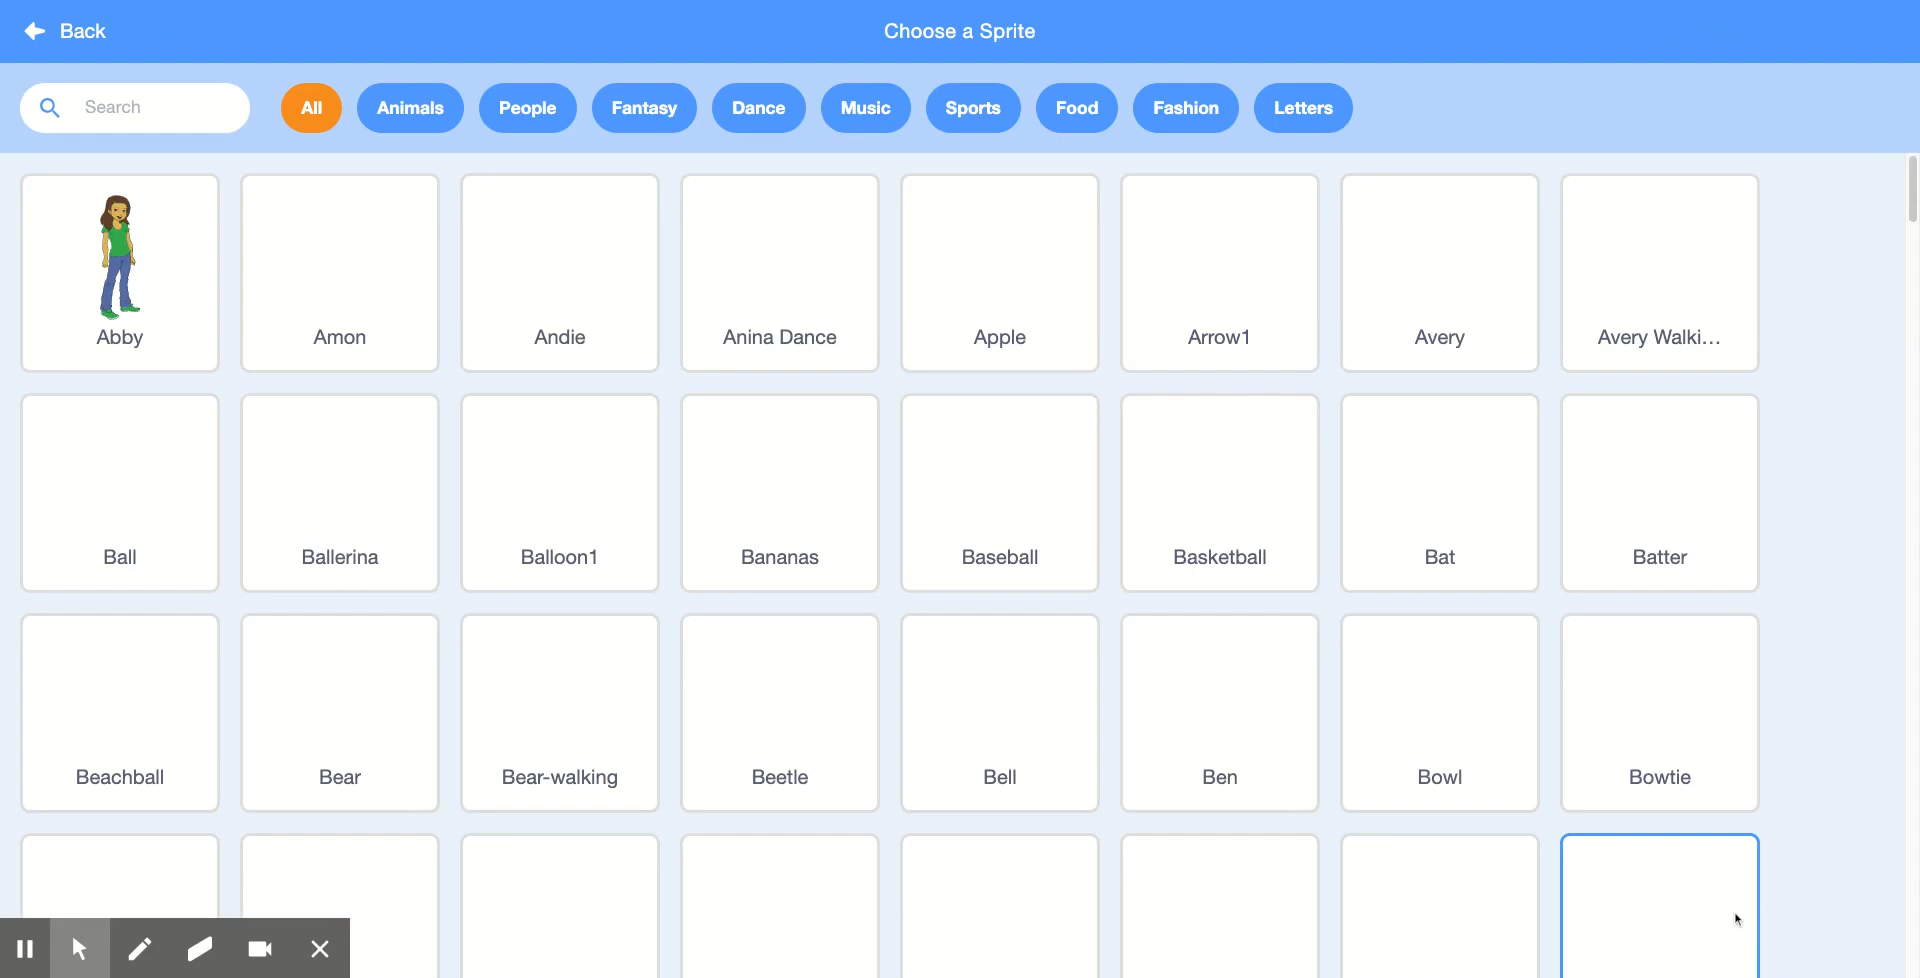 Back
Choose a Sprite
Search
All
Animals
People
Fantasy
Dance
Music
Sports
Food
Fashion
Letters
Abby
Amon
Andie
Anina Dance
Apple
Arrow1
Avery
Avery Walki...
Ball
Ballerina
Balloon1
Bananas
Baseball
Basketball
Bat
Batter
Beachball
Bear
Bear-walking
Beetle
Bell
Ben
Bowl
Bowtie